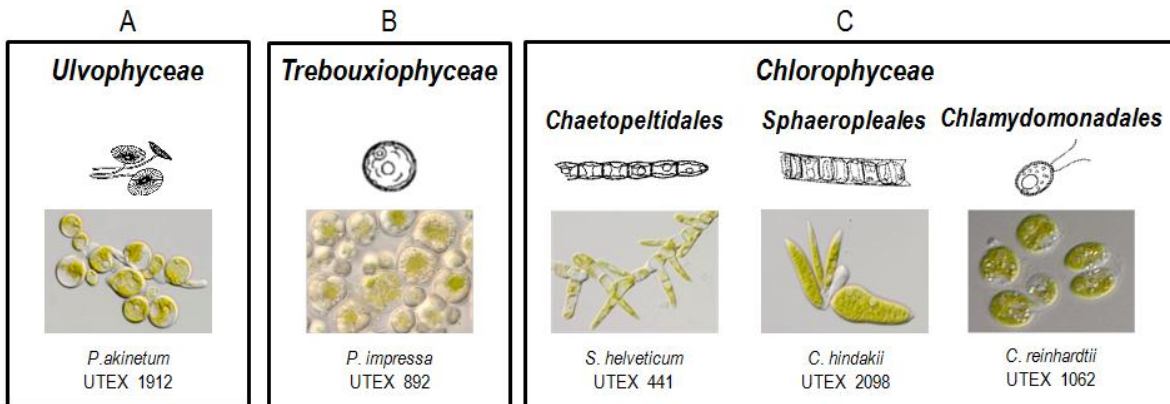 A
Ulvophyceae
P.akinetum
UTEX 1912
B
Trebouxiophyceae
P. impressa
UTEX 892
C
Chlorophyceae
Chaetopeltidales
S. helveticum
UTEX 441
Sphaeropleales
C. hindakii
UTEX 2098
Chlamydomonadales
C. reinhardtii
UTEX 1062